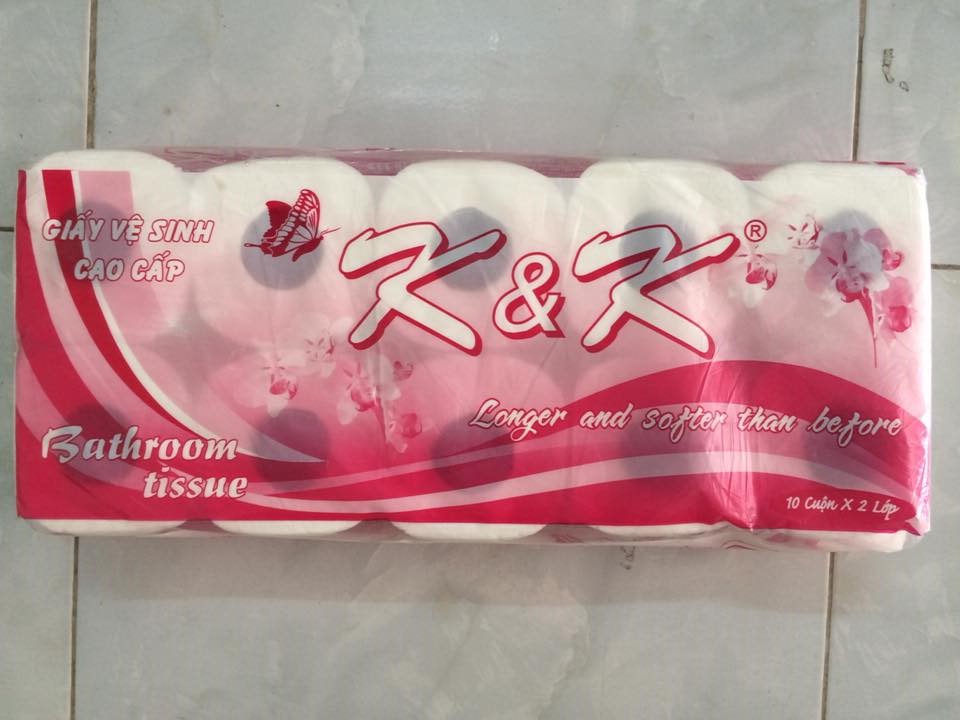 GIẤY VỆ SINH
CAO CẤP
K & K ®
Longer and softer than before
Bathroom
tissue
10 Cuộn X 2 Lớp